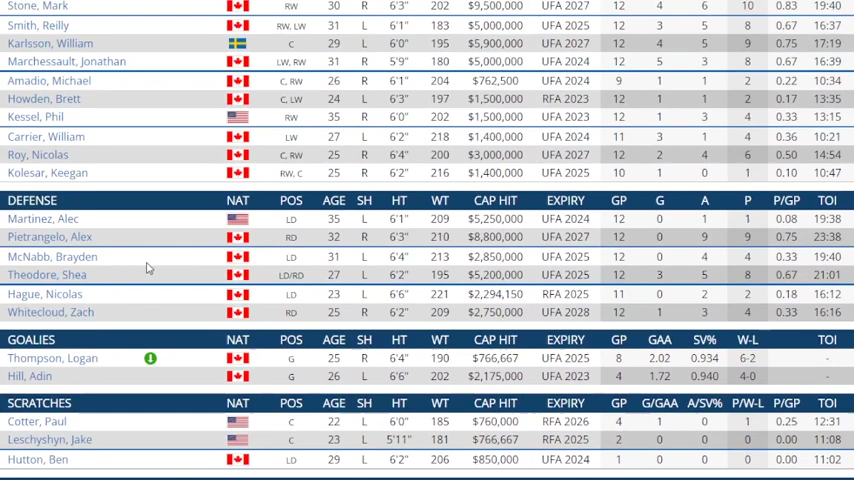 Stone, Mark RW 30 R 6'3" 202 $9,500,000 UFA 2027 12 4 6 10 0.83 19:40
Smith, Reilly RW, LW 31 L 6'1" 183 $5,000,000 UFA 2025 12 3 5 8 0.67 16:37
Karlsson, William C 29 L 6'0" 195 $5,900,000 UFA 2027 12 4 5 9 0.75 17:19
Marchessault, Jonathan LW, RW 31 R 5'9" 180 $5,000,000 UFA 2024 12 5 3 8 0.67 16:39
Amadio, Michael C, RW 26 R 6'1" 204 $762,500 UFA 2024 9 1 1 2 0.22 10:34
Howden, Brett C, LW 24 L 6'3" 197 $1,500,000 RFA 2023 12 1 1 2 0.17 13:35
Kessel, Phil RW 35 R 6'0" 202 $1,500,000 UFA 2023 12 1 3 4 0.33 13:15
Carrier, William LW 27 L 6'2" 218 $1,400,000 UFA 2024 11 3 1 4 0.36 10:21
Roy, Nicolas C, RW 25 R 6'4" 200 $3,000,000 UFA 2027 12 2 4 6 0.50 14:54
Kolesar, Keegan RW, C 25 R 6'2" 216 $1,400,000 UFA 2024 10 1 0 1 0.10 10:47
DEFENSE NAT POS AGE SH HT WT CAP HIT EXPIRY GP G A P P/GP TOI
Martinez, Alec LD 35 L 6'1" 209 $5,250,000 UFA 2024 12 0 1 1 0.08 19:38
Pietrangelo, Alex RD 32 R 6'3" 210 $8,800,000 UFA 2027 12 0 9 9 0.75 23:38
McNabb, Brayden LD 31 L 6'4" 213 $2,850,000 UFA 2025 12 0 4 4 0.33 19:40
Theodore, Shea LD/RD 27 L 6'2" 195 $5,200,000 UFA 2025 12 3 5 8 0.67 21:01
Hague, Nicolas LD 23 L 6'6" 221 $2,294,150 RFA 2025 11 0 2 2 0.18 16:12
Whitecloud, Zach RD 25 R 6'2" 209 $2,750,000 UFA 2028 12 1 3 4 0.33 16:16
GOALIES NAT POS AGE SH HT WT CAP HIT EXPIRY GP GAA SV% W-L TOI
Thompson, Logan G 25 R 6'4" 190 $766,667 UFA 2025 8 2.02 0.934 6-2 -
Hill, Adin G 26 L 6'6" 202 $2,175,000 UFA 2023 4 1.72 0.940 4-0 -
SCRATCHES NAT POS AGE SH HT WT CAP HIT EXPIRY GP G/GAA A/SV% P/W-L P/GP TOI
Cotter, Paul C 22 L 6'0" 185 $760,000 RFA 2026 4 1 0 1 0.25 12:31
Leschyshyn, Jake C 23 L 5'11" 181 $766,667 RFA 2025 2 0 0 0 0.00 11:08
Hutton, Ben LD 29 L 6'2" 206 $850,000 UFA 2024 1 0 0 0 0.00 11:02